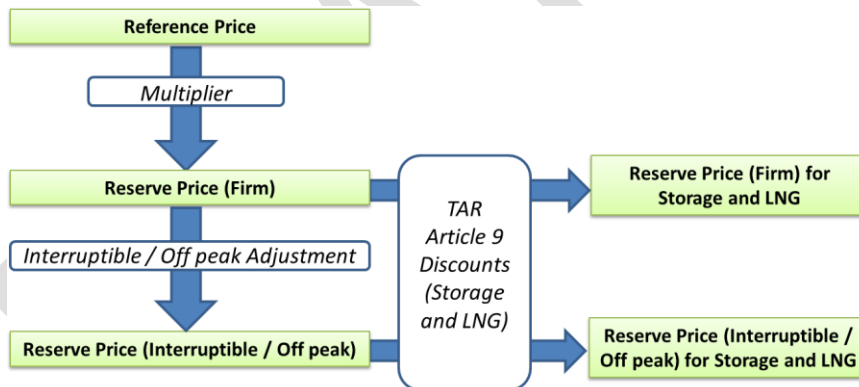 Reference Price
Multiplier
Reserve Price (Firm)
Interruptible / Off peak Adjustment
Reserve Price (Interruptible / Off peak)
TAR
Article 9
Discounts
(Storage
and LNG)
Reserve Price (Firm) for
Storage and LNG
Reserve Price (Interruptible /
Off peak) for Storage and LNG